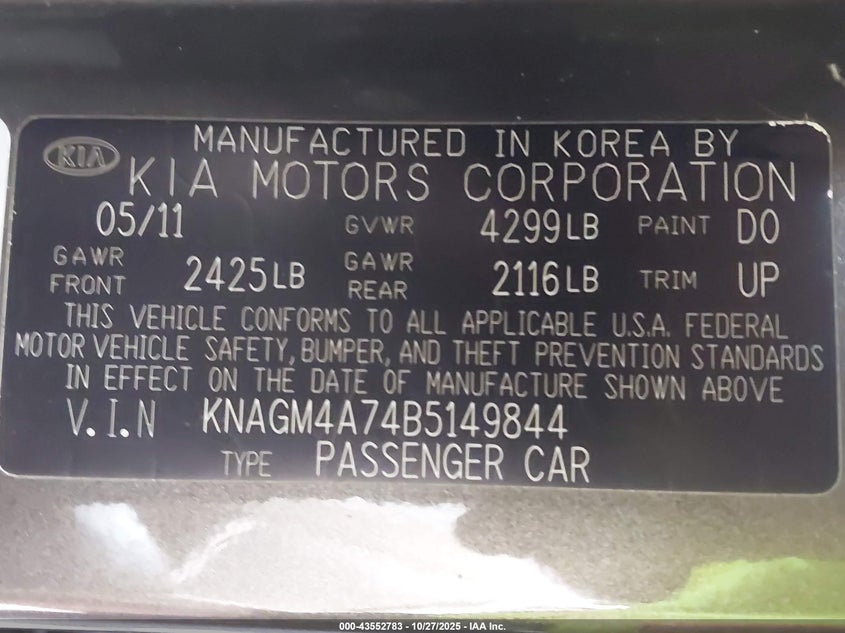 MANUFACTURED IN KOREA BY
KIA KIA MOTORS CORPORATION
05/11 GVWR 4299LB PAINT DO
GAWR FRONT 2425LB GAWR REAR 2116LB TRIM UP
THIS VEHICLE CONFORMS TO ALL APPLICABLE U.S.A. FEDERAL
MOTOR VEHICLE SAFETY, BUMPER, AND THEFT PREVENTION STANDARDS
IN EFFECT ON THE DATE OF MANUFACTURE SHOWN ABOVE
V.I.N KNAGM4A74B5149844
TYPE PASSENGER CAR
000-43552783 - 10/27/2025 - IAA Inc.